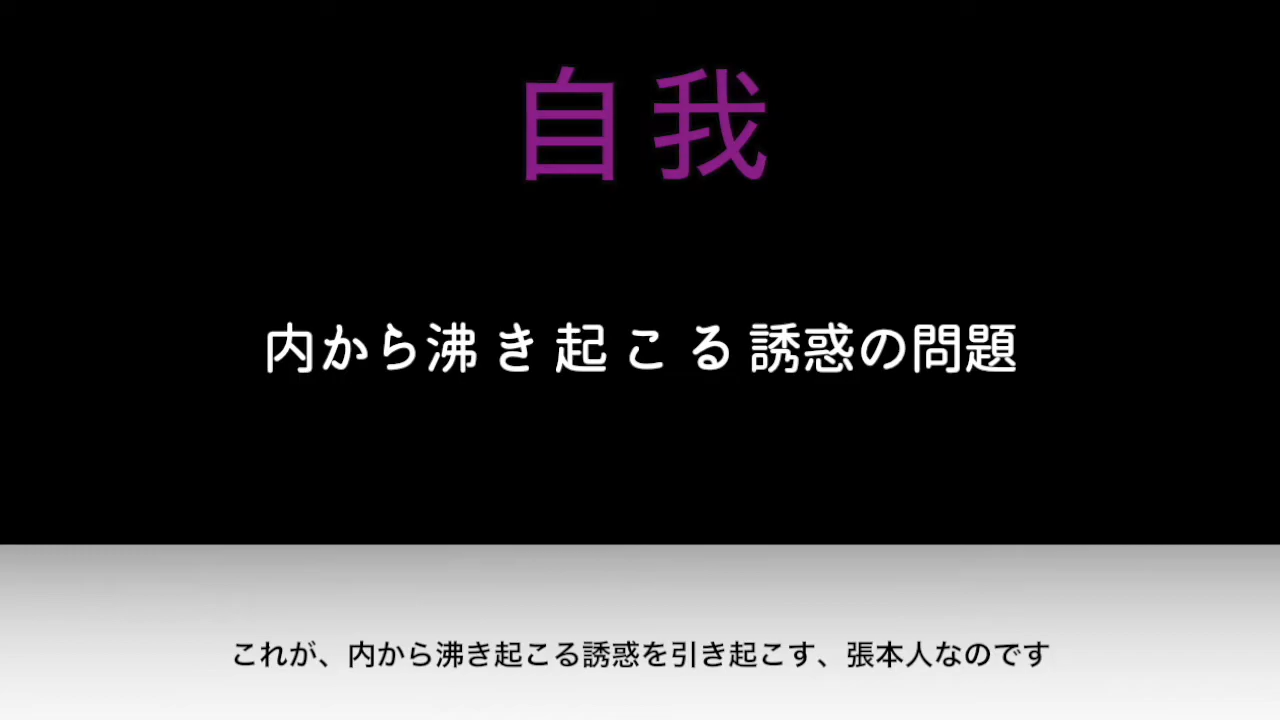 自我
内から沸き起こる誘惑の問題
これが、内から沸き起こる誘惑を引き起こす、張本人なのです